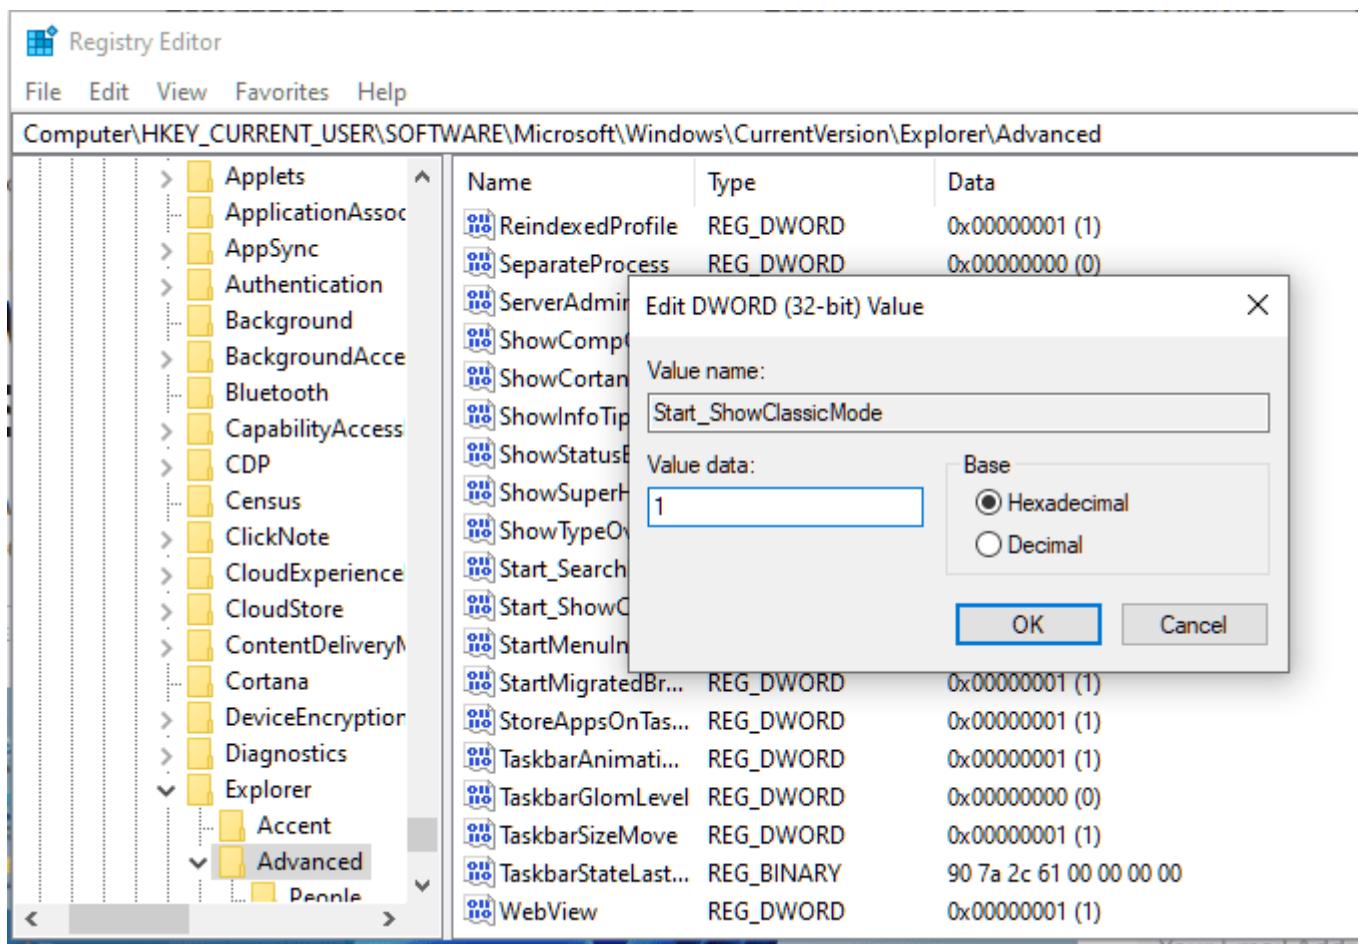 Registry Editor
File Edit View Favorites Help
Computer\HKEY_CURRENT_USER\SOFTWARE\Microsoft\Windows\CurrentVersion\Explorer\Advanced
Applets
ApplicationAssoc
AppSync
Authentication
Background
BackgroundAcce
Bluetooth
CapabilityAccess
CDP
Census
ClickNote
CloudExperience
CloudStore
ContentDelivery
Cortana
DeviceEncryption
Diagnostics
Explorer
Accent
Advanced
People
Name Type Data
ReindexedProfile REG_DWORD 0x00000001 (1)
SeparateProcess REG_DWORD 0x00000000 (0)
ServerAdmin
ShowComp
ShowCortan
ShowInfoTip
ShowStatus
ShowSuper
ShowTypeOv
Start_Search
Start_ShowC
StartMenuIn
StartMigratedBr... REG_DWORD 0x00000001 (1)
StoreAppsOnTas... REG_DWORD 0x00000001 (1)
TaskbarAnimati... REG_DWORD 0x00000001 (1)
TaskbarGlomLevel REG_DWORD 0x00000000 (0)
TaskbarSizeMove REG_DWORD 0x00000001 (1)
TaskbarStateLast... REG_BINARY 90 7a 2c 61 00 00 00 00
WebView REG_DWORD 0x00000001 (1)
Edit DWORD (32-bit) Value
Value name:
Start_ShowClassicMode
Value data:
1
Base
Hexadecimal
Decimal
OK Cancel